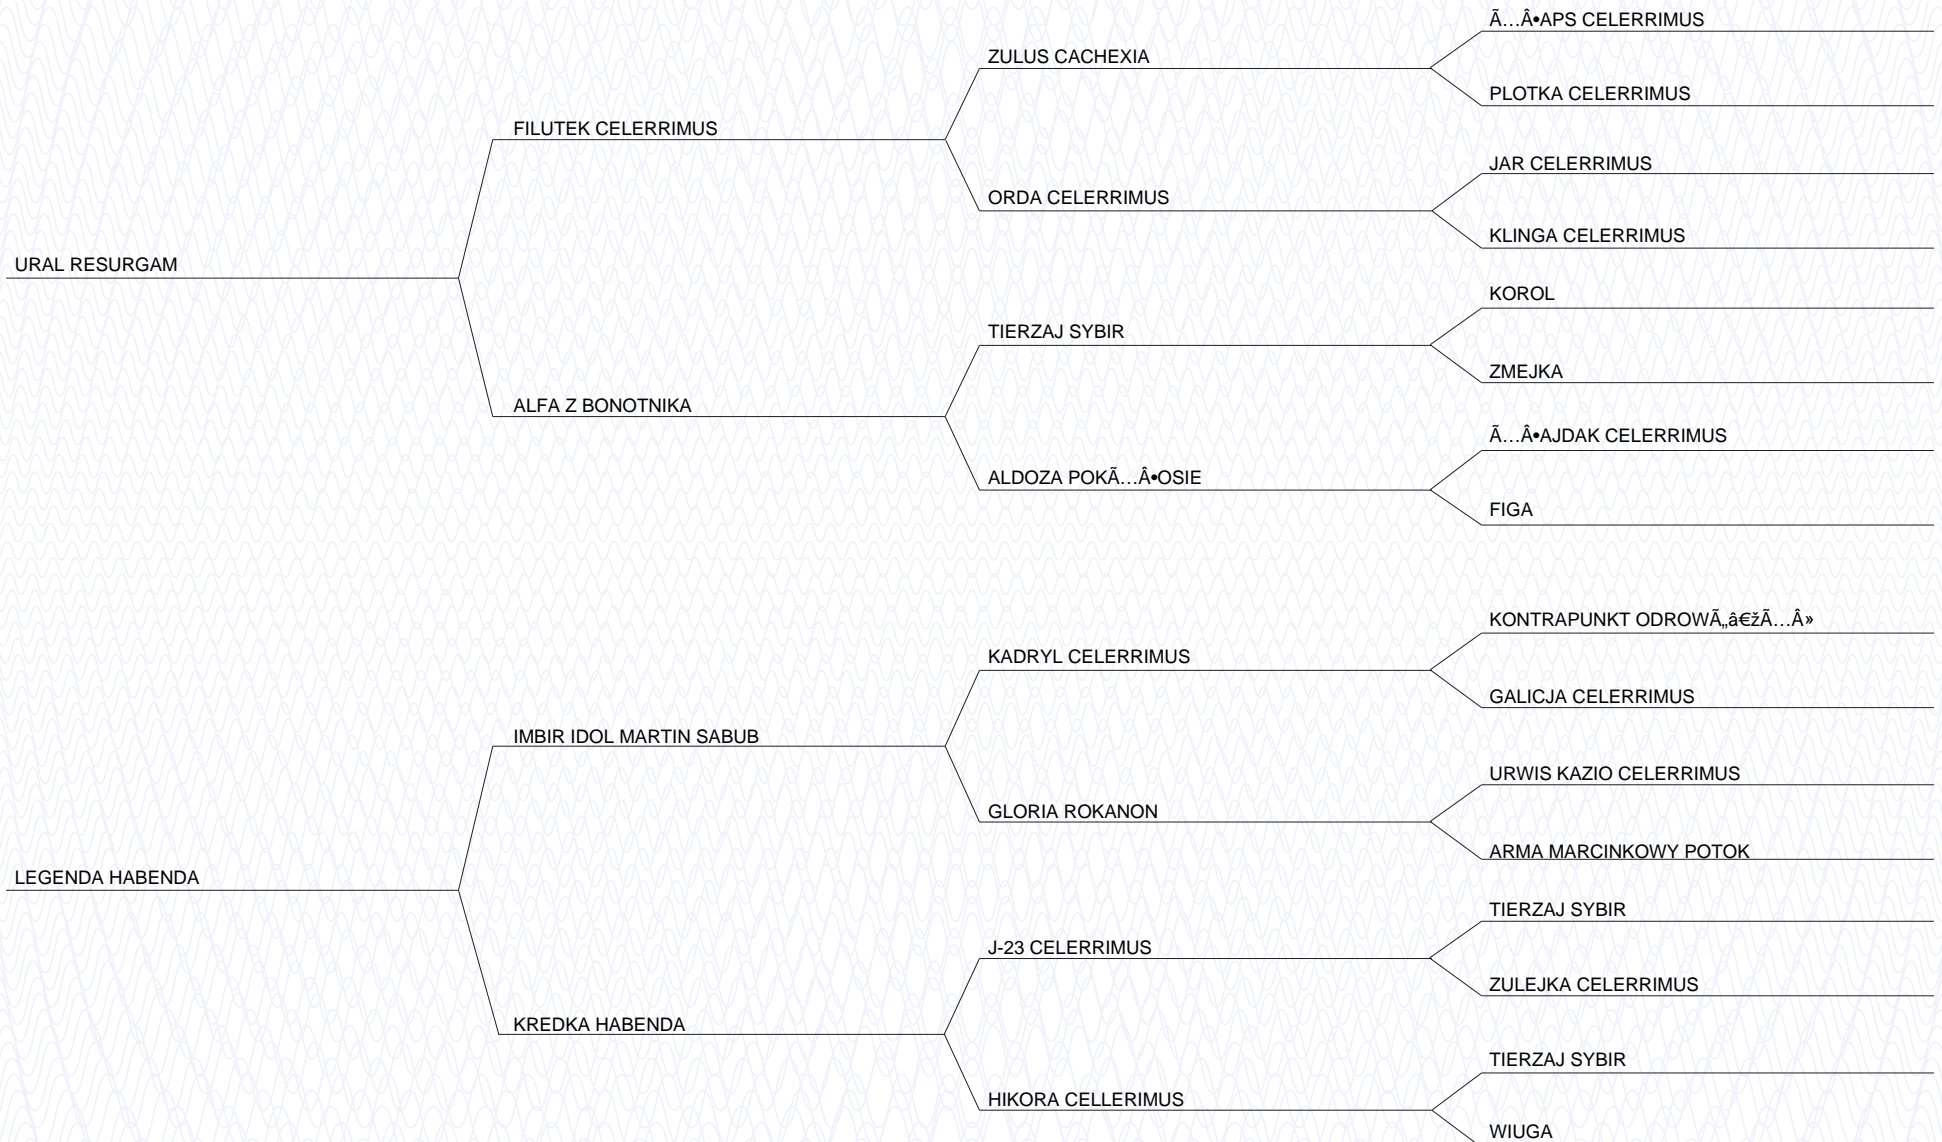 Ã…Â•APS CELERRIMUS
ZULUS CACHEXIA
PLOTKA CELERRIMUS
FILUTEK CELERRIMUS
JAR CELERRIMUS
ORDA CELERRIMUS
KLINGA CELERRIMUS
URAL RESURGAM
KOROL
TIERZAJ SYBIR
ZMEJKA
ALFA Z BONOTNIKA
Ã…Â•AJDAK CELERRIMUS
ALDOZA POKÃ…Â•OSIE
FIGA
KONTRAPUNKT ODROWÃ„â€žÃ…Â»
KADRYL CELERRIMUS
GALICJA CELERRIMUS
IMBIR IDOL MARTIN SABUB
URWIS KAZIO CELERRIMUS
GLORIA ROKANON
ARMA MARCINKOWY POTOK
LEGENDA HABENDA
TIERZAJ SYBIR
J-23 CELERRIMUS
ZULEJKA CELERRIMUS
KREDKA HABENDA
TIERZAJ SYBIR
HIKORA CELLERIMUS
WIUGA